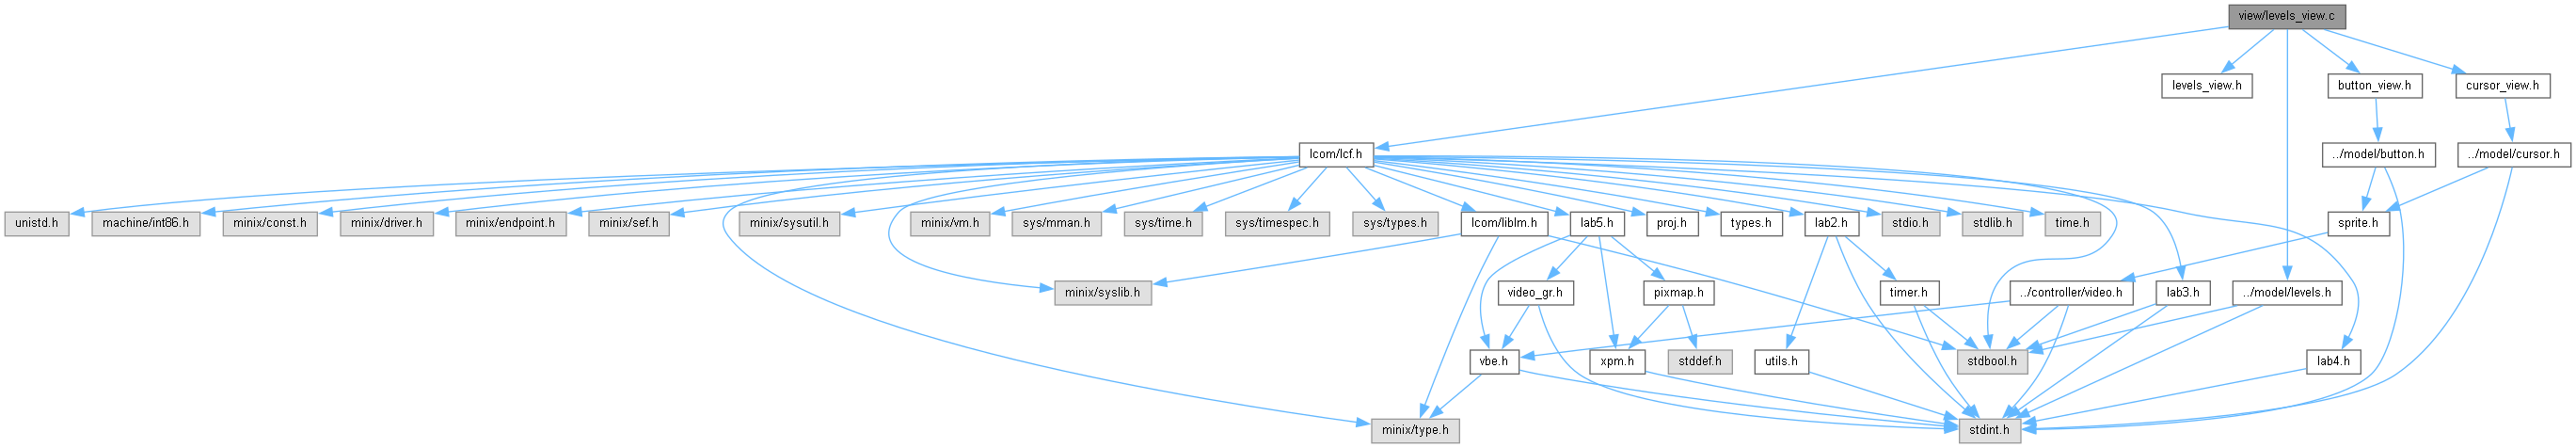 view/levels_view.c
levels_view.h
button_view.h
cursor_view.h
lcom/lcf.h
../model/button.h
../model/cursor.h
unistd.h
machine/int86.h
minix/const.h
minix/driver.h
minix/endpoint.h
minix/sef.h
minix/sysutil.h
minix/vm.h
sys/mman.h
sys/time.h
sys/timespec.h
sys/types.h
lcom/liblm.h
lab5.h
proj.h
types.h
lab2.h
stdio.h
stdlib.h
time.h
sprite.h
minix/syslib.h
video_gr.h
pixmap.h
timer.h
../controller/video.h
lab3.h
../model/levels.h
vbe.h
xpm.h
stddef.h
utils.h
stdbool.h
lab4.h
minix/type.h
stdint.h